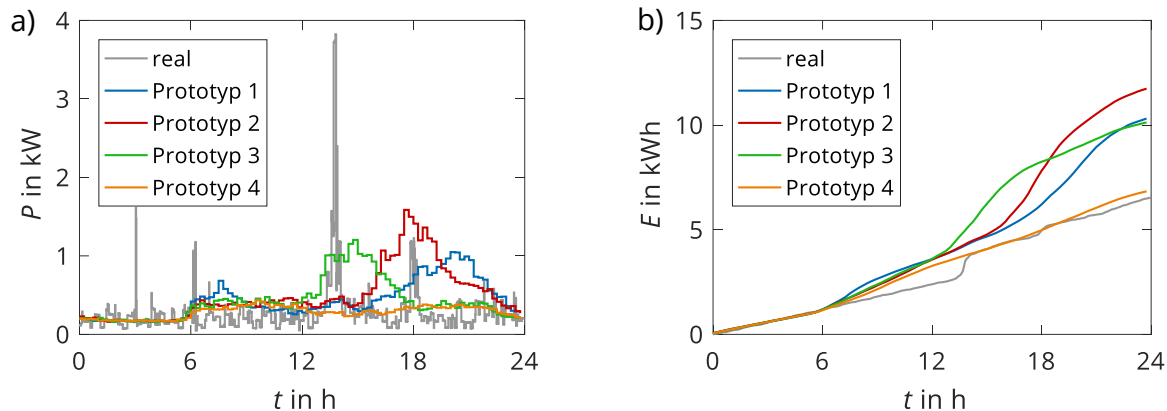 a)
4
3
2
1
0
P in kW
real
Prototyp 1
Prototyp 2
Prototyp 3
Prototyp 4
0 6 12 18 24
t in h
b)
15
10
5
0
E in kWh
real
Prototyp 1
Prototyp 2
Prototyp 3
Prototyp 4
0 6 12 18 24
t in h